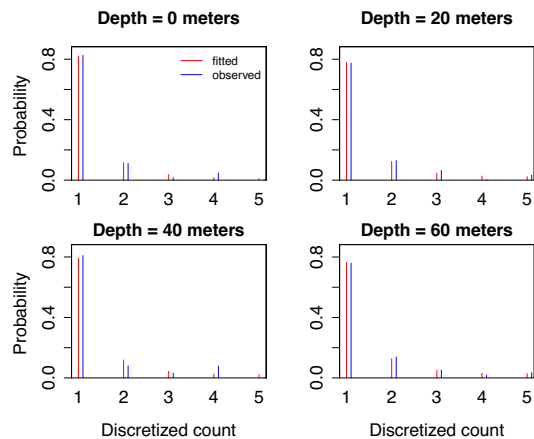 Depth = 0 meters
Depth = 20 meters
Probability
0.0 0.4 0.8
fitted
observed
1 2 3 4 5
0.0 0.4 0.8
1 2 3 4 5
Depth = 40 meters
Depth = 60 meters
Probability
0.0 0.4 0.8
1 2 3 4 5
0.0 0.4 0.8
1 2 3 4 5
Discretized count
Discretized count